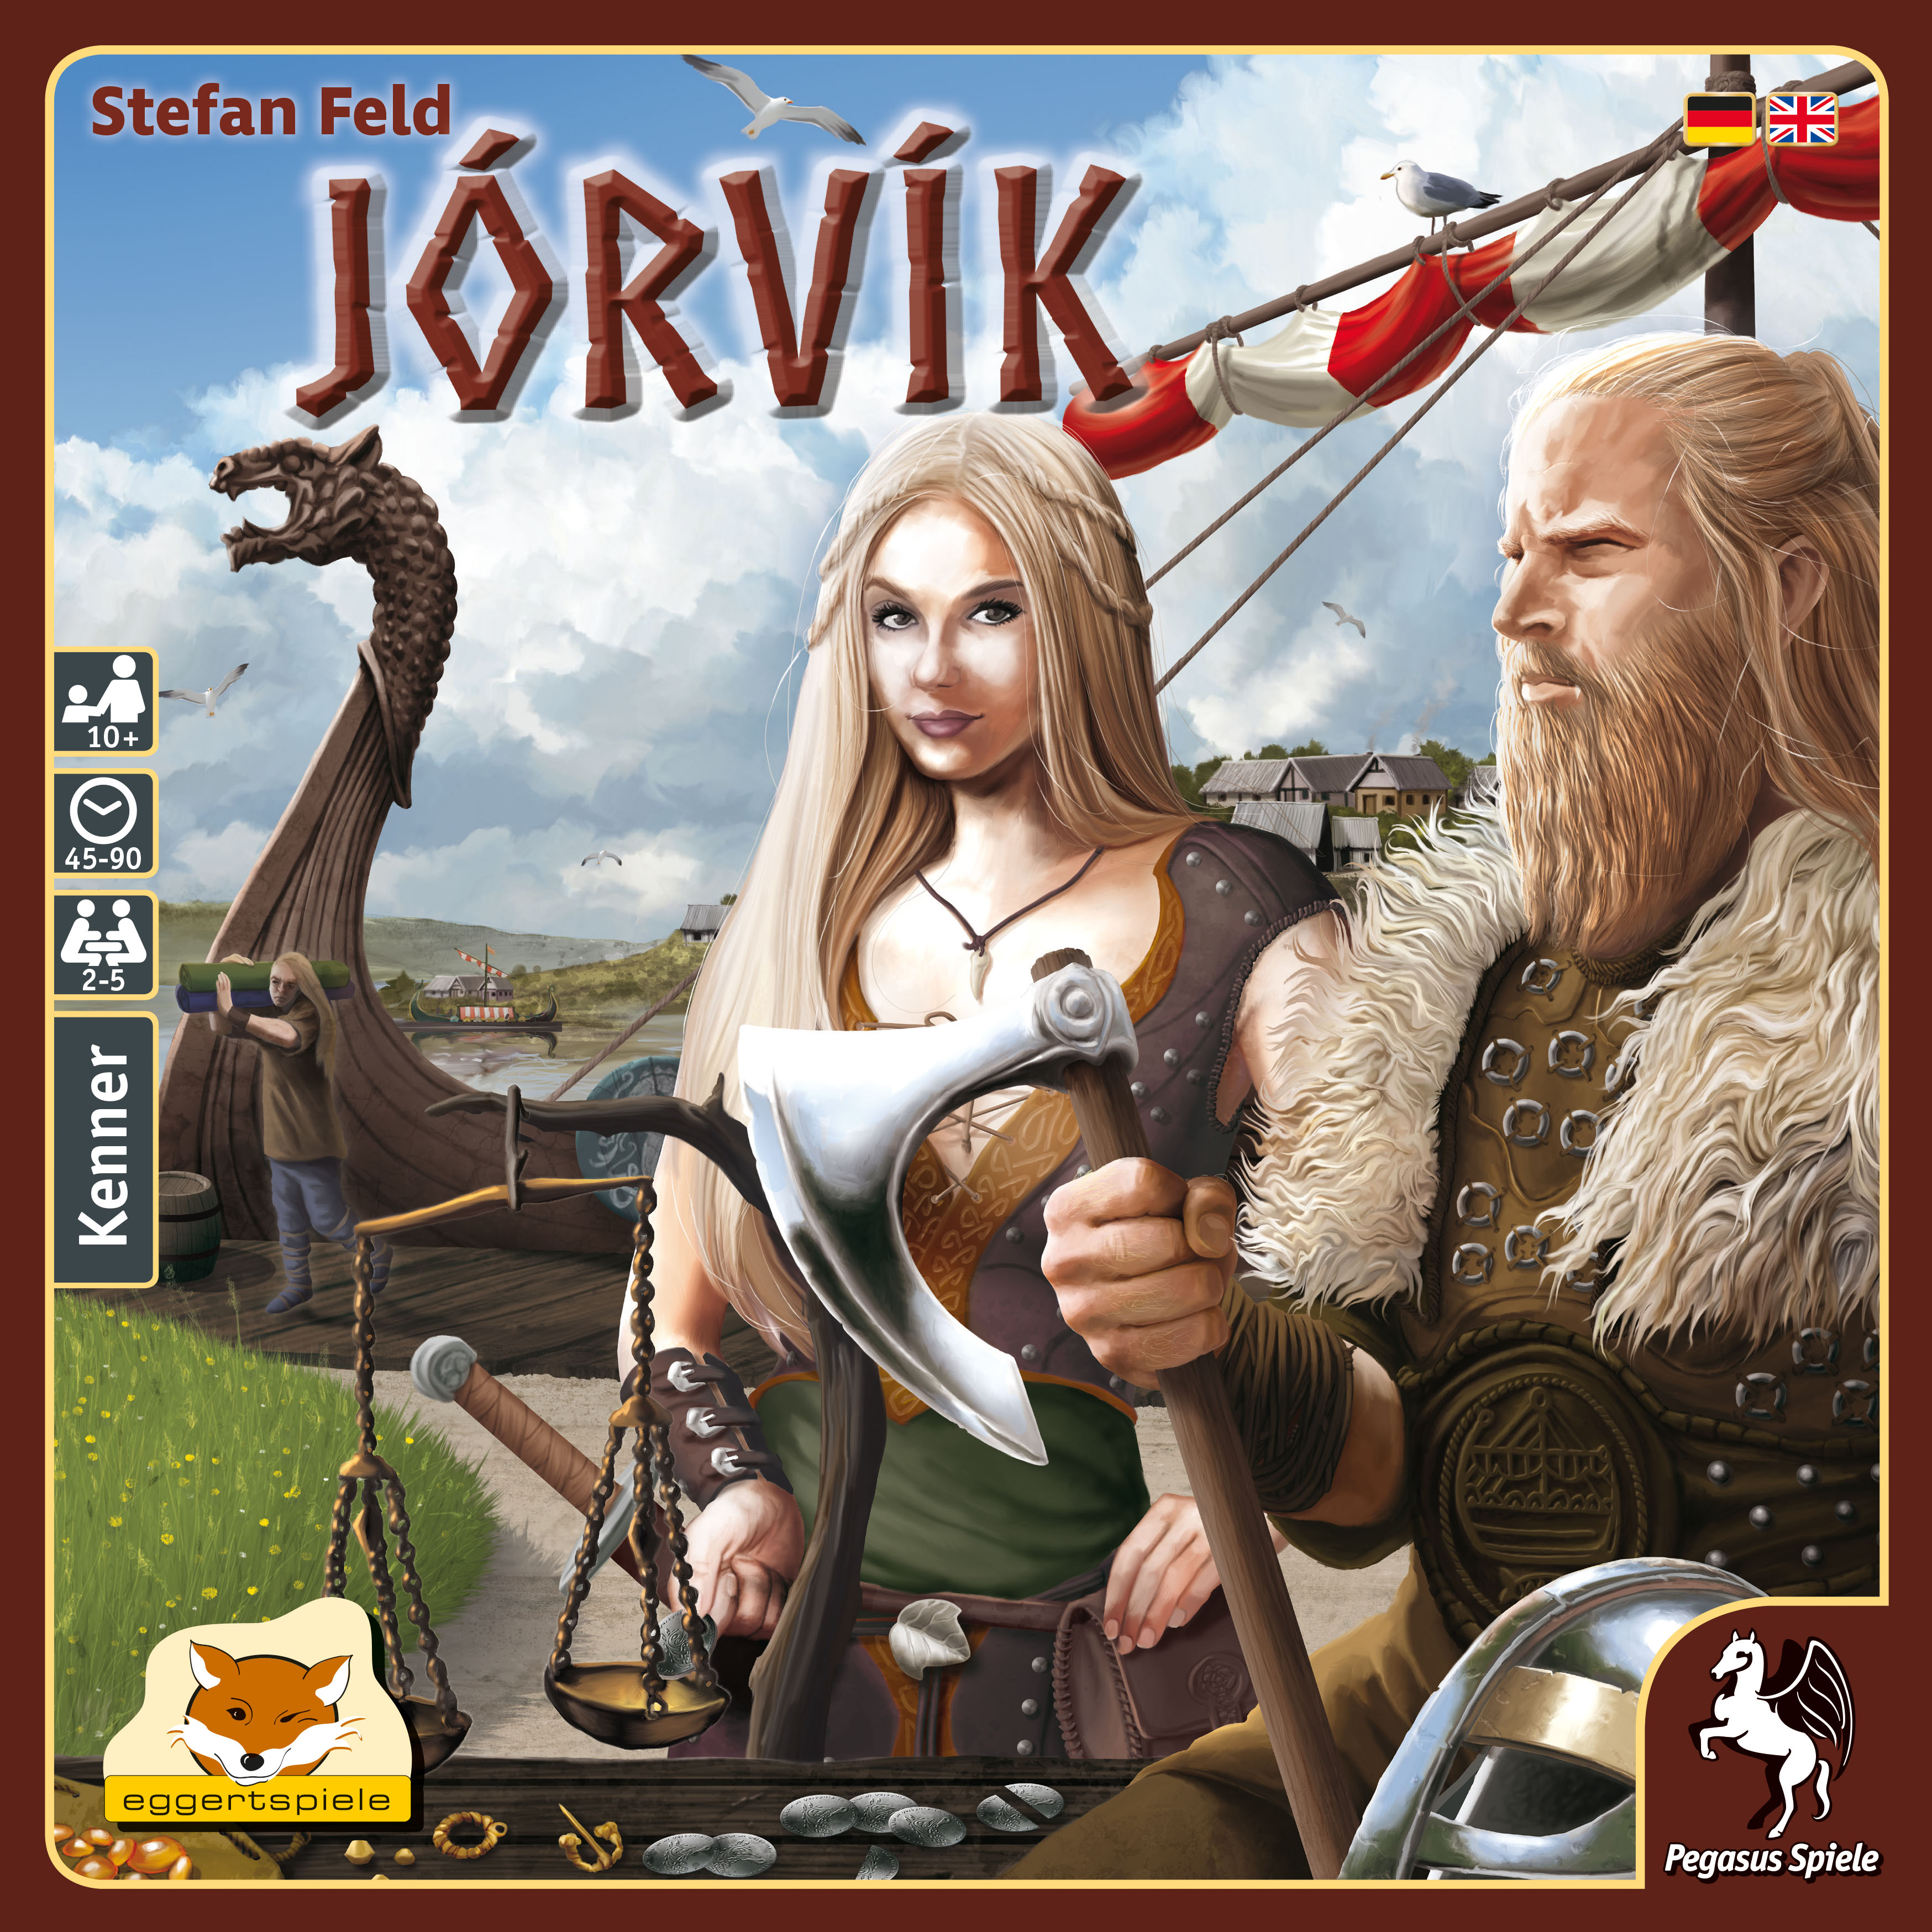 Stefan Feld
JÓRVÍK
10+
45-90
2-5
Kenner
eggertspiele
Pegasus Spiele